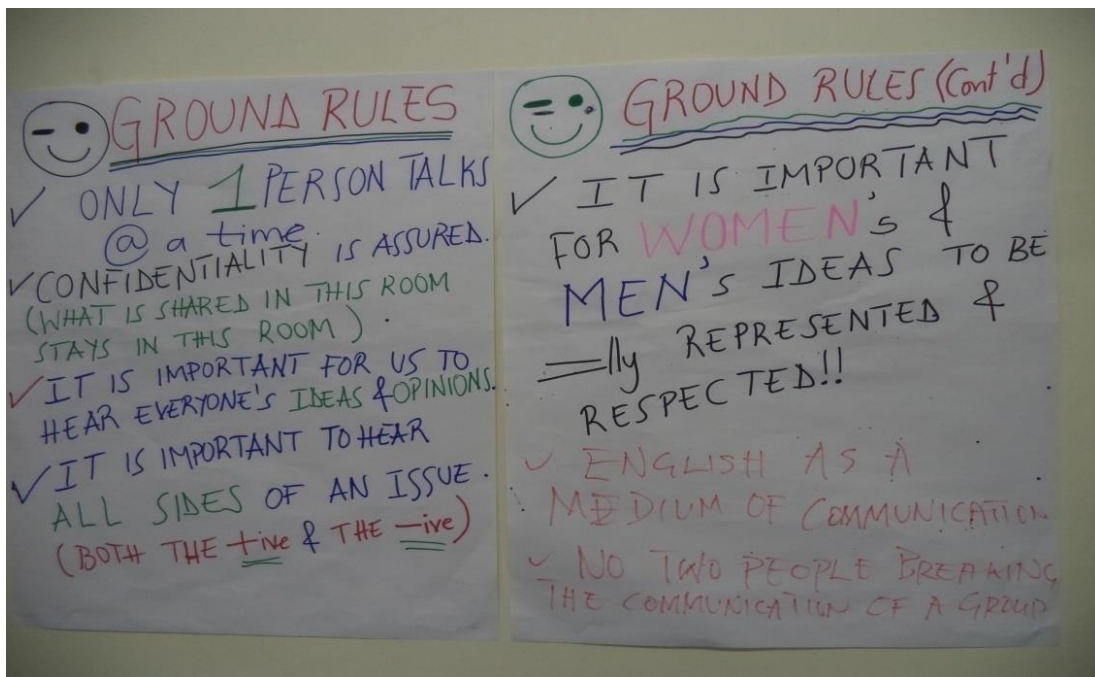 GROUND RULES
✓ ONLY 1 PERSON TALKS
@ a time.
✓ CONFIDENTIALITY IS ASSURED.
(WHAT IS SHARED IN THIS ROOM
STAYS IN THIS ROOM).
✓ IT IS IMPORTANT FOR US TO
HEAR EVERYONE'S IDEAS & OPINIONS.
✓ IT IS IMPORTANT TO HEAR
ALL SIDES OF AN ISSUE.
(BOTH THE +ive & THE -ive)
GROUND RULES (Cont'd)
✓ IT IS IMPORTANT
FOR WOMEN's &
MEN's IDEAS TO BE
=lly REPRESENTED &
RESPECTED!!
✓ ENGLISH AS A
MEDIUM OF COMMUNICATION
✓ NO TWO PEOPLE BREAKING
THE COMMUNICATION OF A GROUP